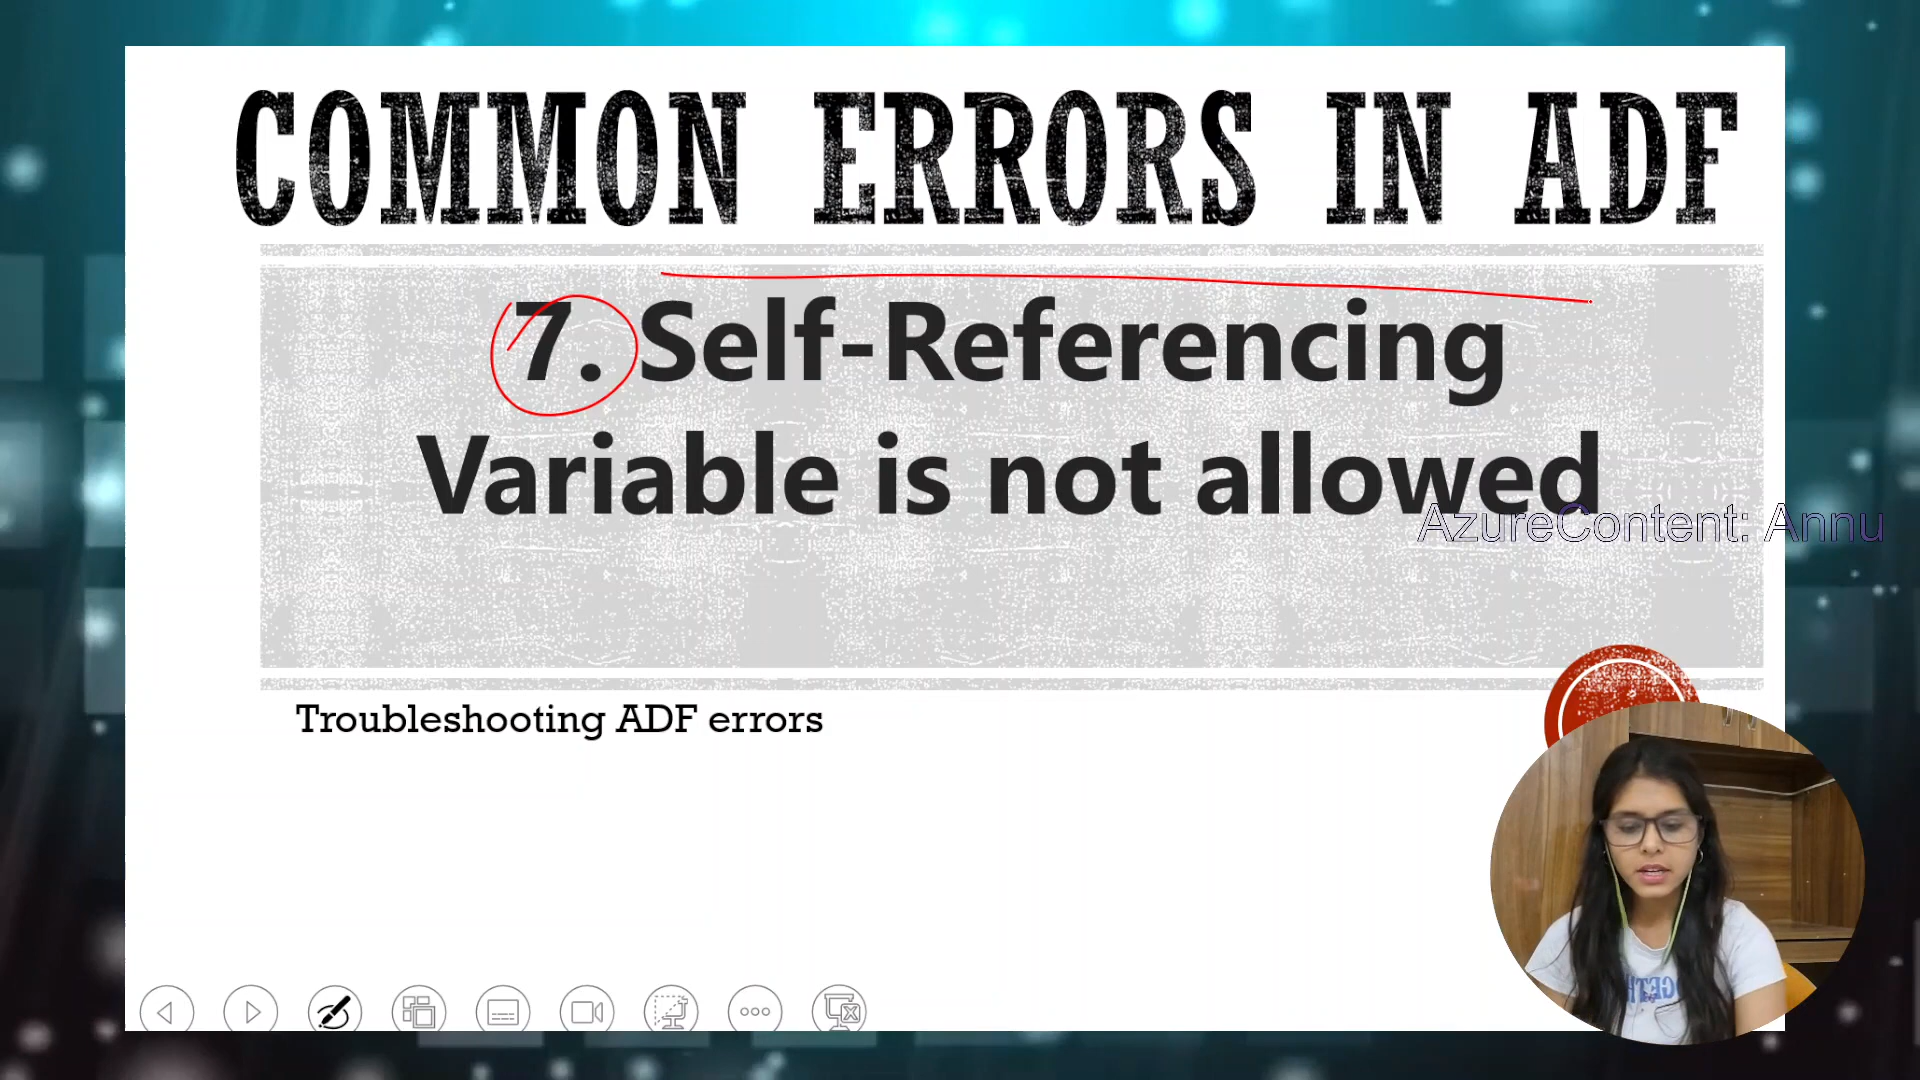 COMMON ERRORS IN ADF
7. Self-Referencing
Variable is not allowed
AzureContent: Annu
Troubleshooting ADF errors